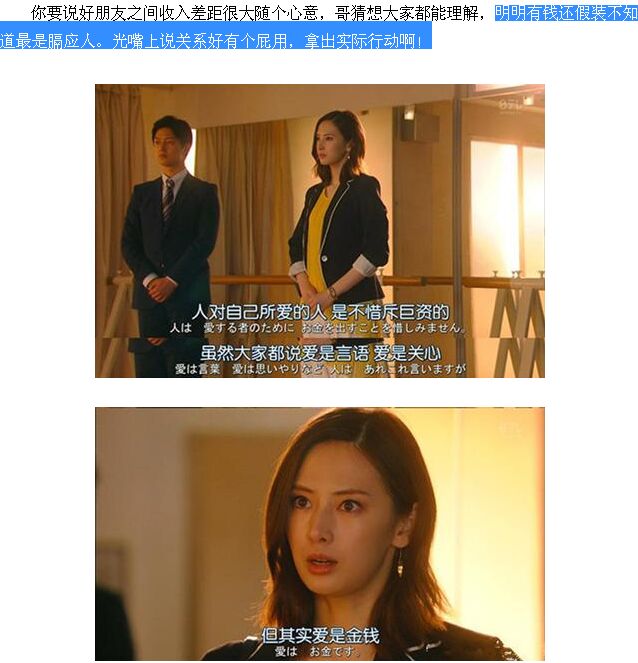 你要说好朋友之间收入差距很大随个心意，哥猜想大家都能理解，明明有钱还假装不知
道最是膈应人。光嘴上说关系好有个屁用，拿出实际行动啊！
日テレ
人对自己所爱的人 是不惜斥巨资的
人は 愛する者のために お金を出すことを惜しみません。
虽然大家都说爱是言语 爱是关心
愛は言葉 愛は思いやりなど 人は あれこれ言いますが
但其实爱是金钱
愛は お金です。